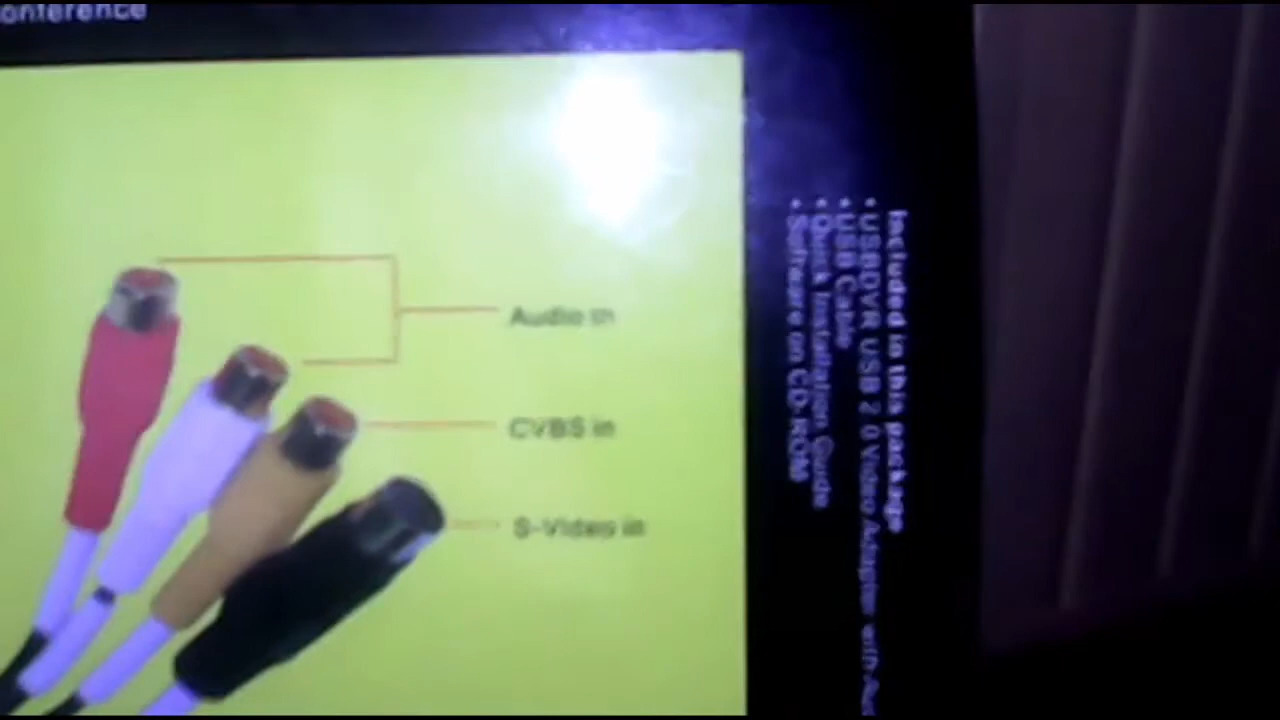 onference
Audio in
CVBS in
S-Video in
Included in this package
• USBDVR USB 2.0 Video Adapter with Au
• USB Cable
• Quick Installation Guide
• Software on CD-ROM